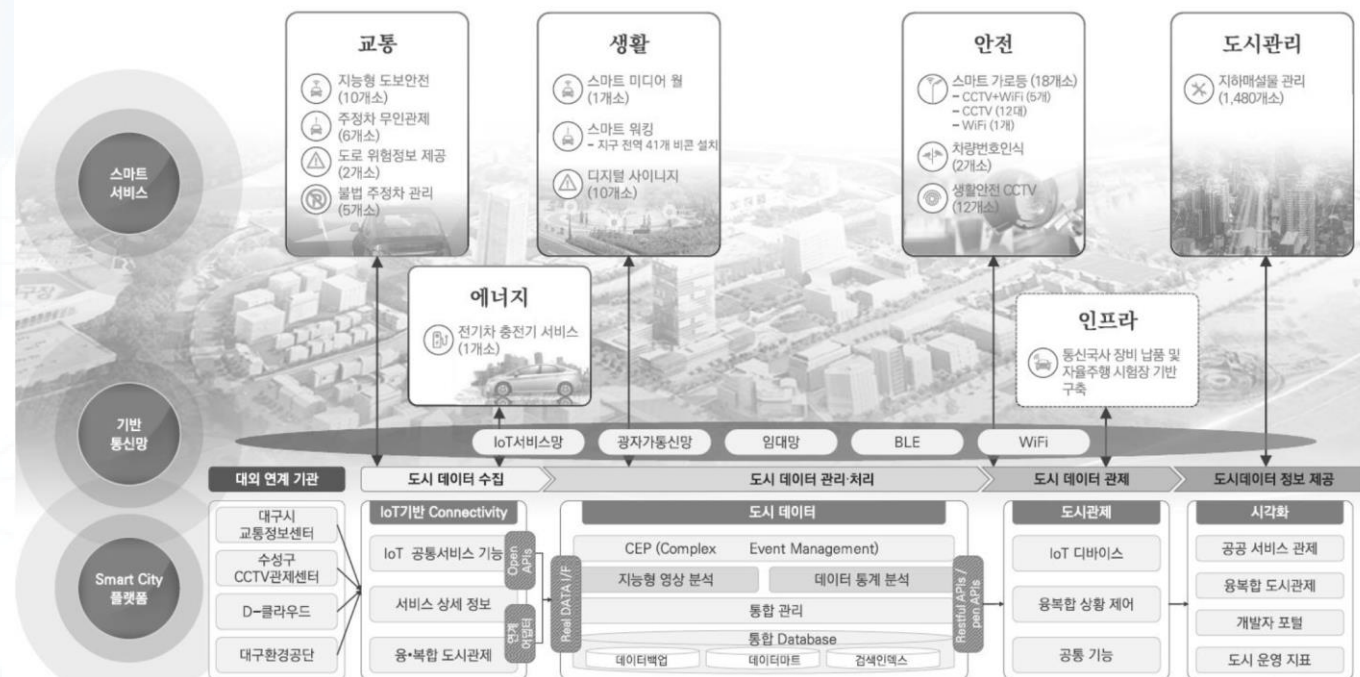 교통
지능형 도보안전
(10개소)
주정차 무인관제
(6개소)
도로 위험정보 제공
(2개소)
불법 주정차 관리
(5개소)
생활
스마트 미디어 월
(1개소)
스마트 워킹
- 지구 전역 41개 비콘 설치
디지털 사이니지
(10개소)
안전
스마트 가로등 (18개소)
- CCTV+WiFi (5개)
- CCTV (12대)
- WiFi (1개)
차량번호인식
(2개소)
생활안전 CCTV
(12개소)
도시관리
지하매설물 관리
(1,480개소)
스마트
서비스
에너지
전기차 충전기 서비스
(1개소)
인프라
통신국사 장비 납품 및
자율주행 시험장 기반
구축
기반
통신망
IoT서비스망
광자가통신망
임대망
BLE
WiFi
대외 연계 기관
도시 데이터 수집
도시 데이터 관리·처리
도시 데이터 관제
도시데이터 정보 제공
Smart City
플랫폼
대구시
교통정보센터
수성구
CCTV관제센터
D-클라우드
대구환경공단
IoT기반 Connectivity
IoT 공통서비스 기능
서비스 상세 정보
융•복합 도시관제
Open
APIs
연계
어댑터
Real DATA I/F
도시 데이터
CEP (Complex Event Management)
지능형 영상 분석
데이터 통계 분석
통합 관리
통합 Database
데이터백업
데이터마트
검색인덱스
Restful APIs /
pen APIs
도시관제
IoT 디바이스
융복합 상황 제어
공통 기능
시각화
공공 서비스 관제
융복합 도시관제
개발자 포털
도시 운영 지표